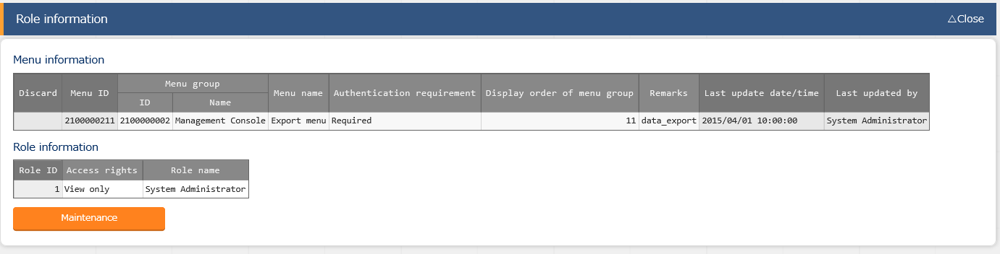 Role information △Close
Menu information
Discard Menu ID Menu group Menu name Authentication requirement Display order of menu group Remarks Last update date/time Last updated by
ID Name
2100000211 2100000002 Management Console Export menu Required 11 data_export 2015/04/01 10:00:00 System Administrator
Role information
Role ID Access rights Role name
1 View only System Administrator
Maintenance